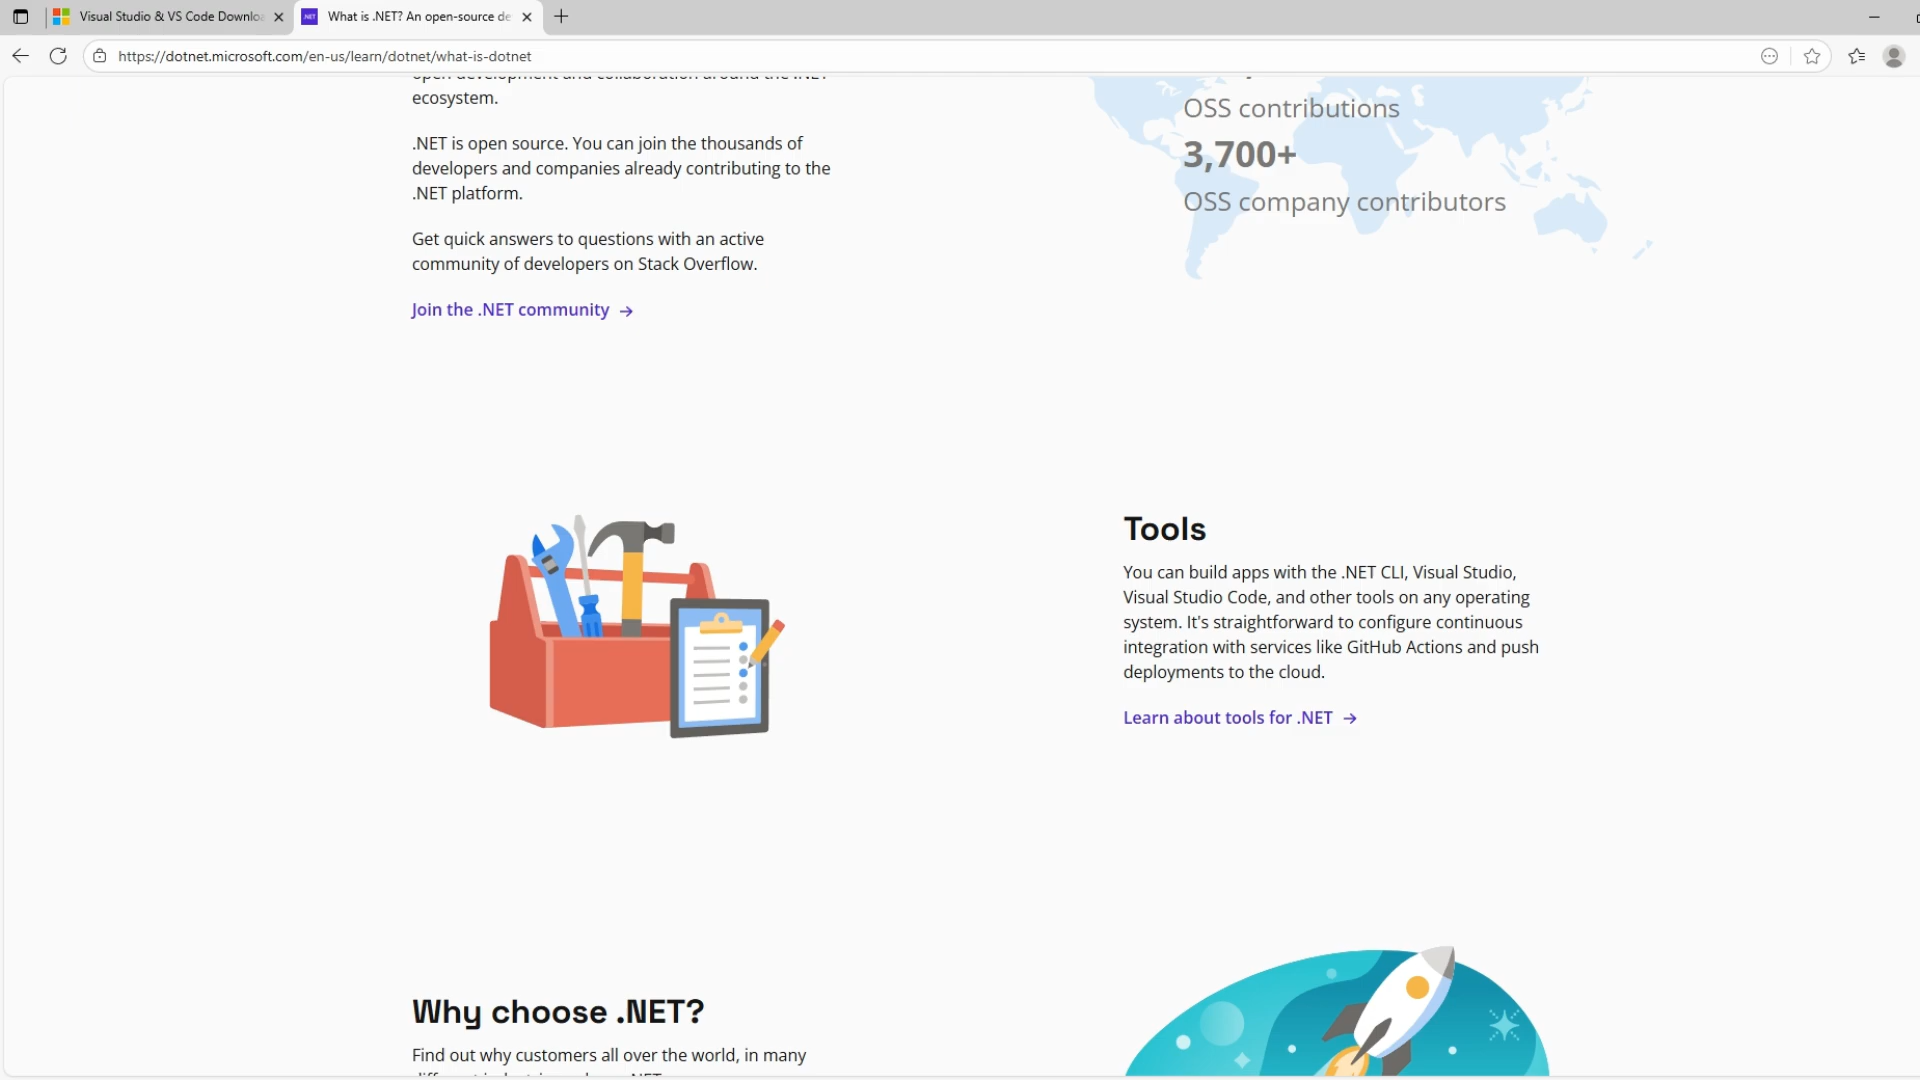 Visual Studio & VS Code Downlo
What is .NET? An open-source de
https://dotnet.microsoft.com/en-us/learn/dotnet/what-is-dotnet
open development and collaboration around the .NET
ecosystem.
.NET is open source. You can join the thousands of
developers and companies already contributing to the
.NET platform.
Get quick answers to questions with an active
community of developers on Stack Overflow.
Join the .NET community →
OSS contributions
3,700+
OSS company contributors
Tools
You can build apps with the .NET CLI, Visual Studio,
Visual Studio Code, and other tools on any operating
system. It's straightforward to configure continuous
integration with services like GitHub Actions and push
deployments to the cloud.
Learn about tools for .NET →
Why choose .NET?
Find out why customers all over the world, in many